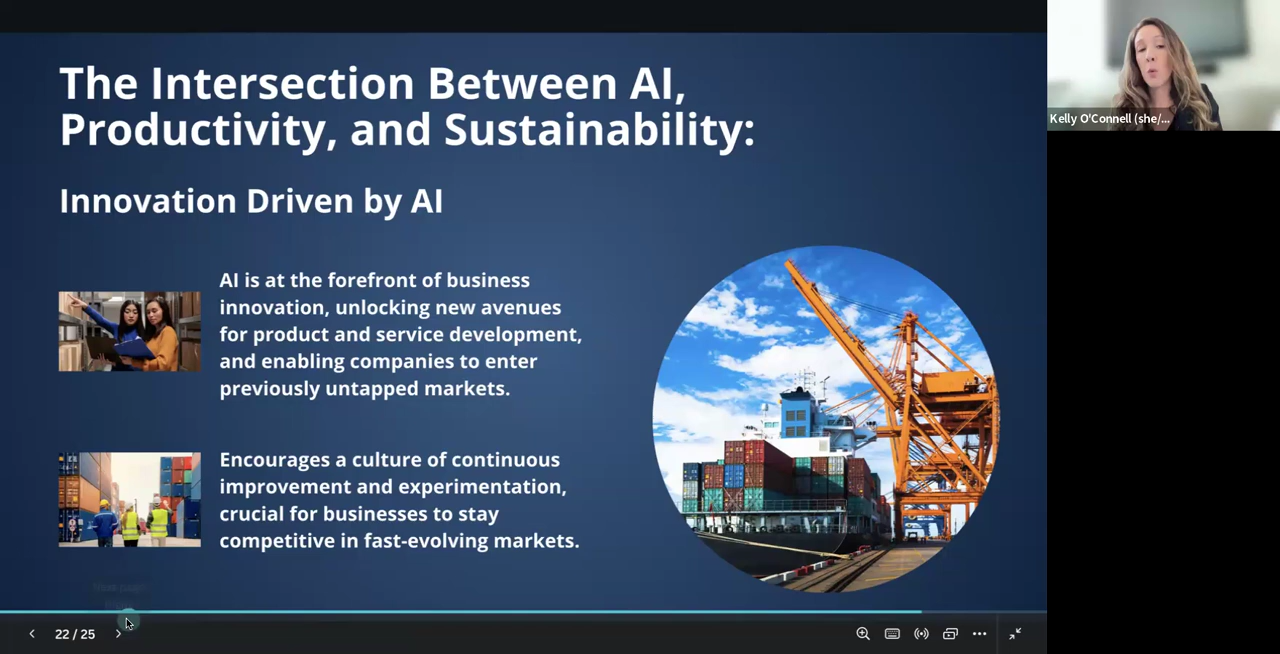 The Intersection Between AI,
Productivity, and Sustainability:
Innovation Driven by AI
AI is at the forefront of business
innovation, unlocking new avenues
for product and service development,
and enabling companies to enter
previously untapped markets.
Encourages a culture of continuous
improvement and experimentation,
crucial for businesses to stay
competitive in fast-evolving markets.
22 / 25
Kelly O'Connell (she/...